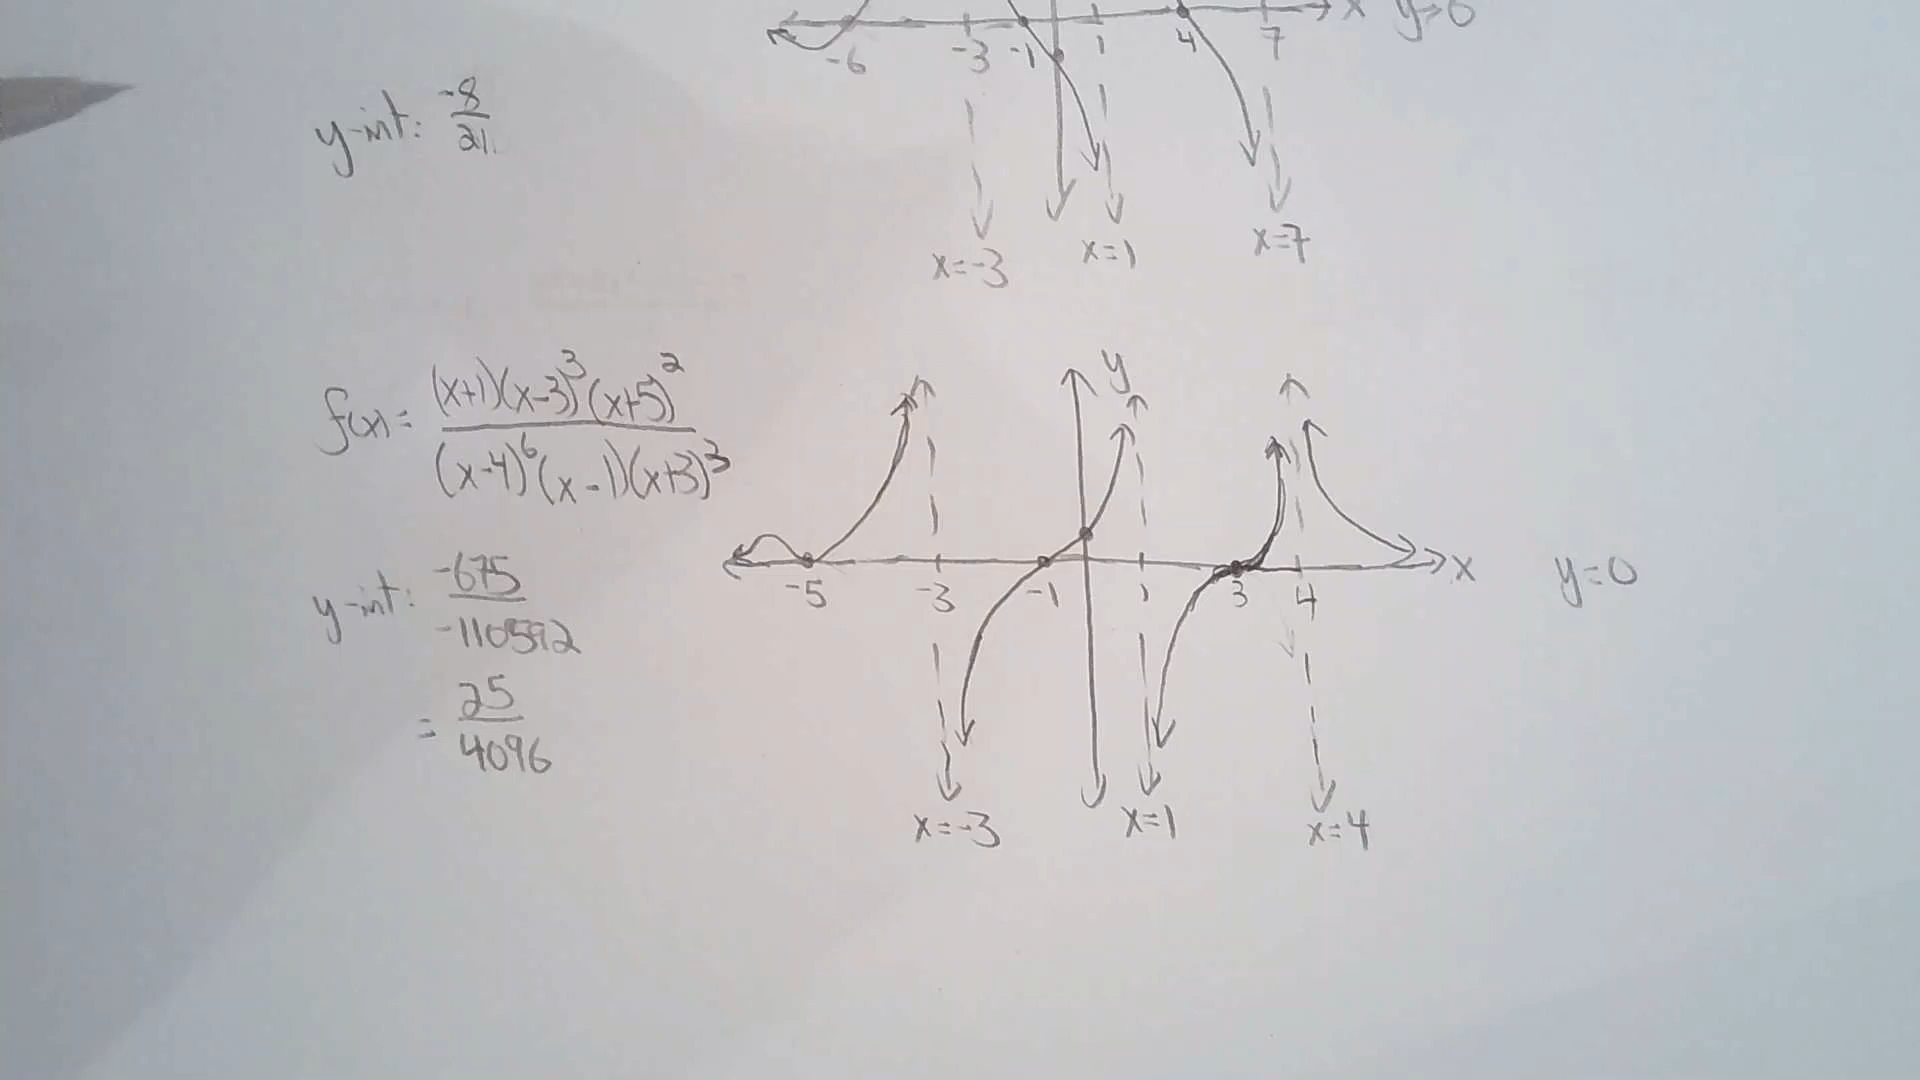 x y=0
-6 -3 -1 1 4 7
y-int: -8/21
x=-3 x=1 x=7
f(x) = (x+1)(x-3)^3(x+5)^2 / (x-4)^6(x-1)(x+3)^3
y
-5 -3 -1 1 3 4 x y=0
y-int: -675/-110592
= 25/4096
x=-3 x=1 x=4